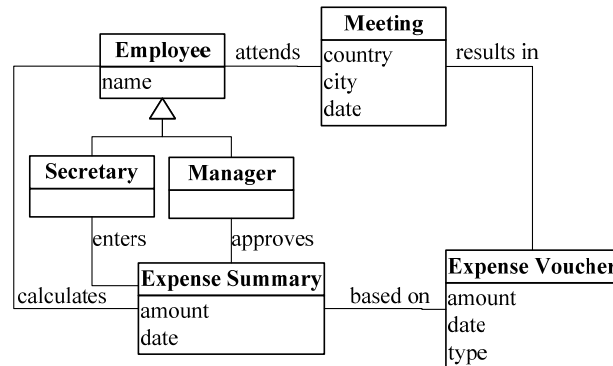 Employee
name
attends
Meeting
country
city
date
results in
Secretary
Manager
enters
approves
calculates
Expense Summary
amount
date
based on
Expense Voucher
amount
date
type